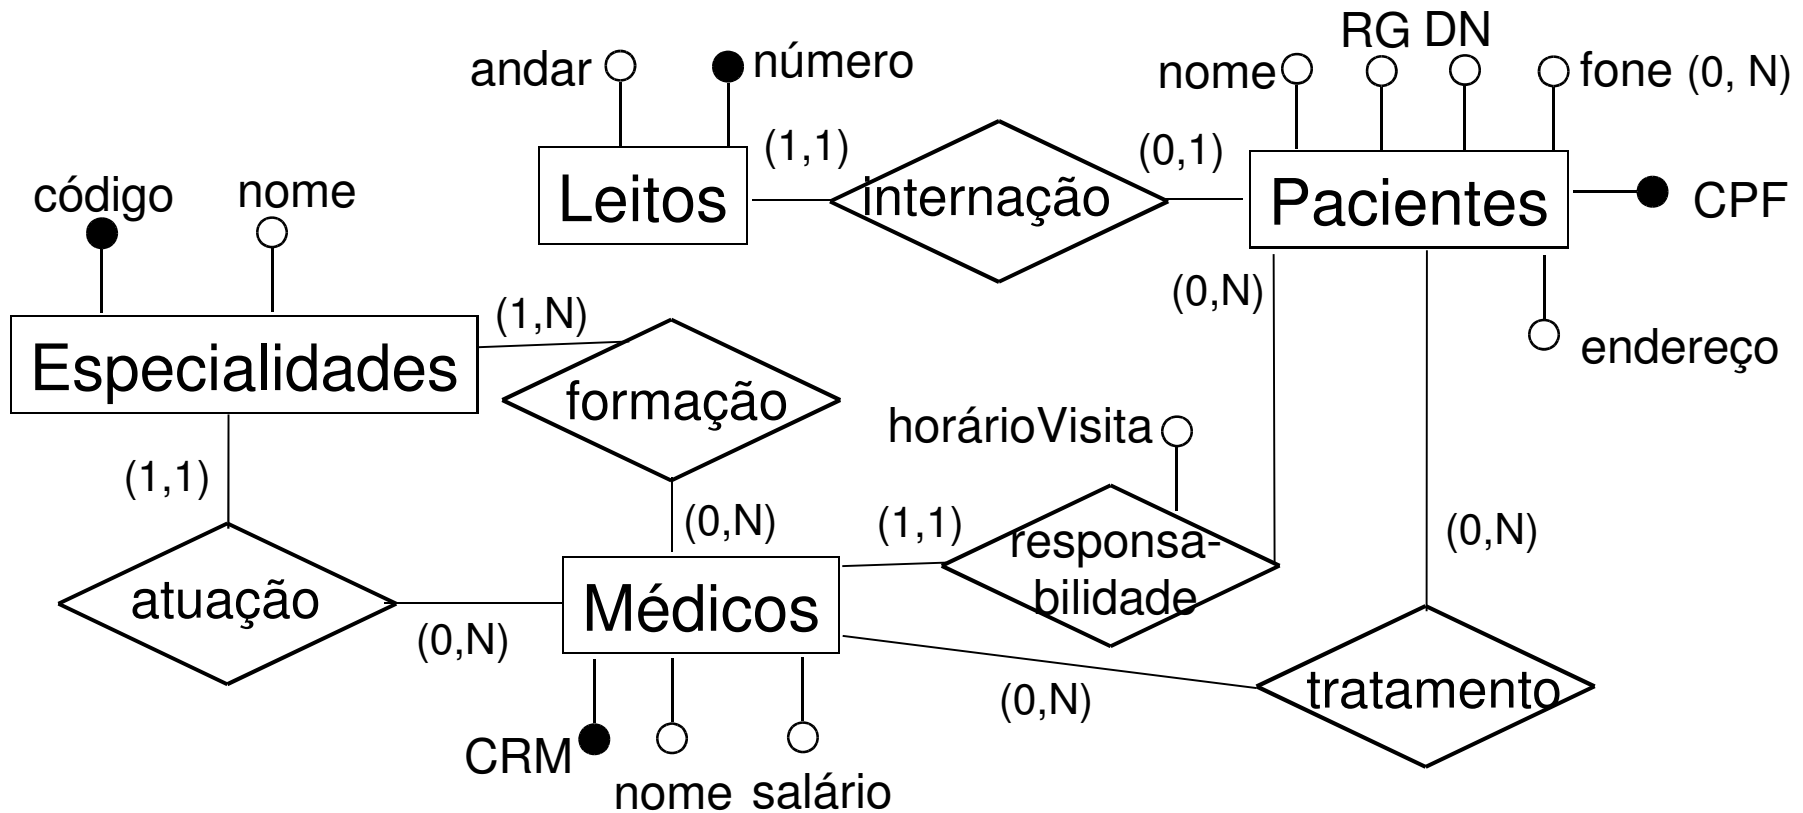 RG DN
andar
número
nome
fone (0, N)
(1,1)
(0,1)
Leitos
internação
Pacientes
CPF
código
nome
(0,N)
(1,N)
endereço
Especialidades
formação
horárioVisita
(1,1)
(0,N)
(1,1)
(0,N)
responsa-
bilidade
atuação
Médicos
(0,N)
(0,N)
tratamento
CRM
nome
salário